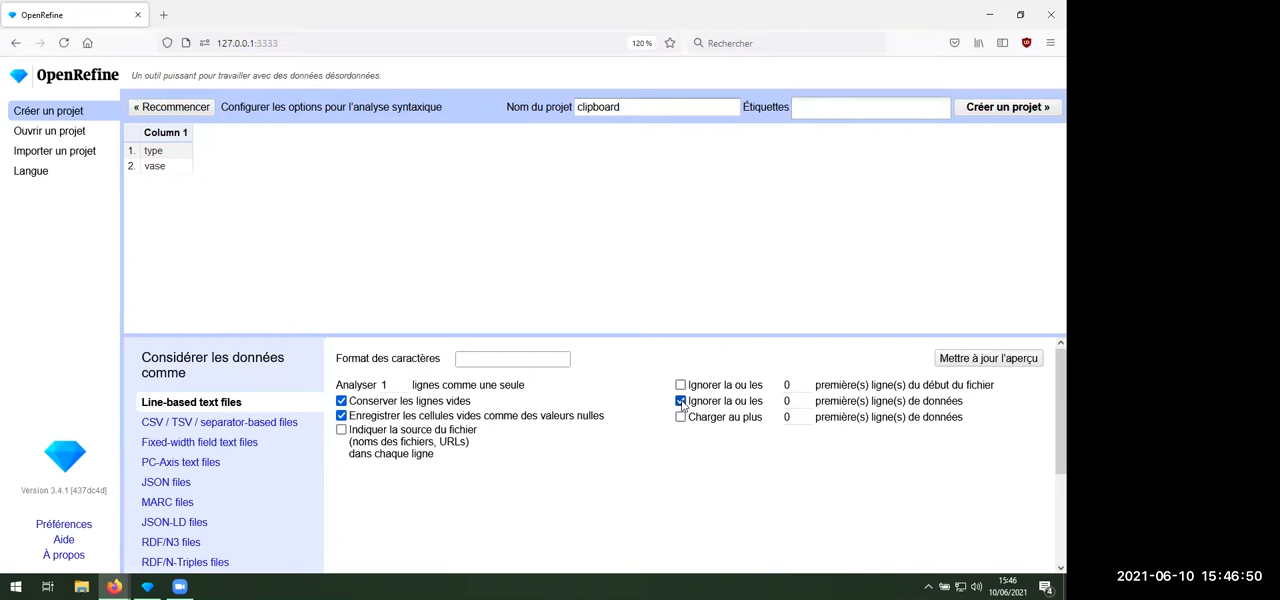 OpenRefine
127.0.0.1:3333
120 %
Rechercher
OpenRefine
Un outil puissant pour travailler avec des données désordonnées.
Créer un projet
Ouvrir un projet
Importer un projet
Langue
« Recommencer
Configurer les options pour l'analyse syntaxique
Nom du projet
clipboard
Étiquettes
Créer un projet »
Column 1
1. type
2. vase
Considérer les données
comme
Line-based text files
CSV / TSV / separator-based files
Fixed-width field text files
PC-Axis text files
JSON files
MARC files
JSON-LD files
RDF/N3 files
RDF/N-Triples files
Format des caractères
Mettre à jour l'aperçu
Analyser 1 lignes comme une seule
Conserver les lignes vides
Enregistrer les cellules vides comme des valeurs nulles
Indiquer la source du fichier
(noms des fichiers, URLs)
dans chaque ligne
Ignorer la ou les 0 première(s) ligne(s) du début du fichier
Ignorer la ou les 0 première(s) ligne(s) de données
Charger au plus 0 première(s) ligne(s) de données
Version 3.4.1 [437dc4d]
Préférences
Aide
À propos
15:46
10/06/2021
4
2021-06-10 15:46:50